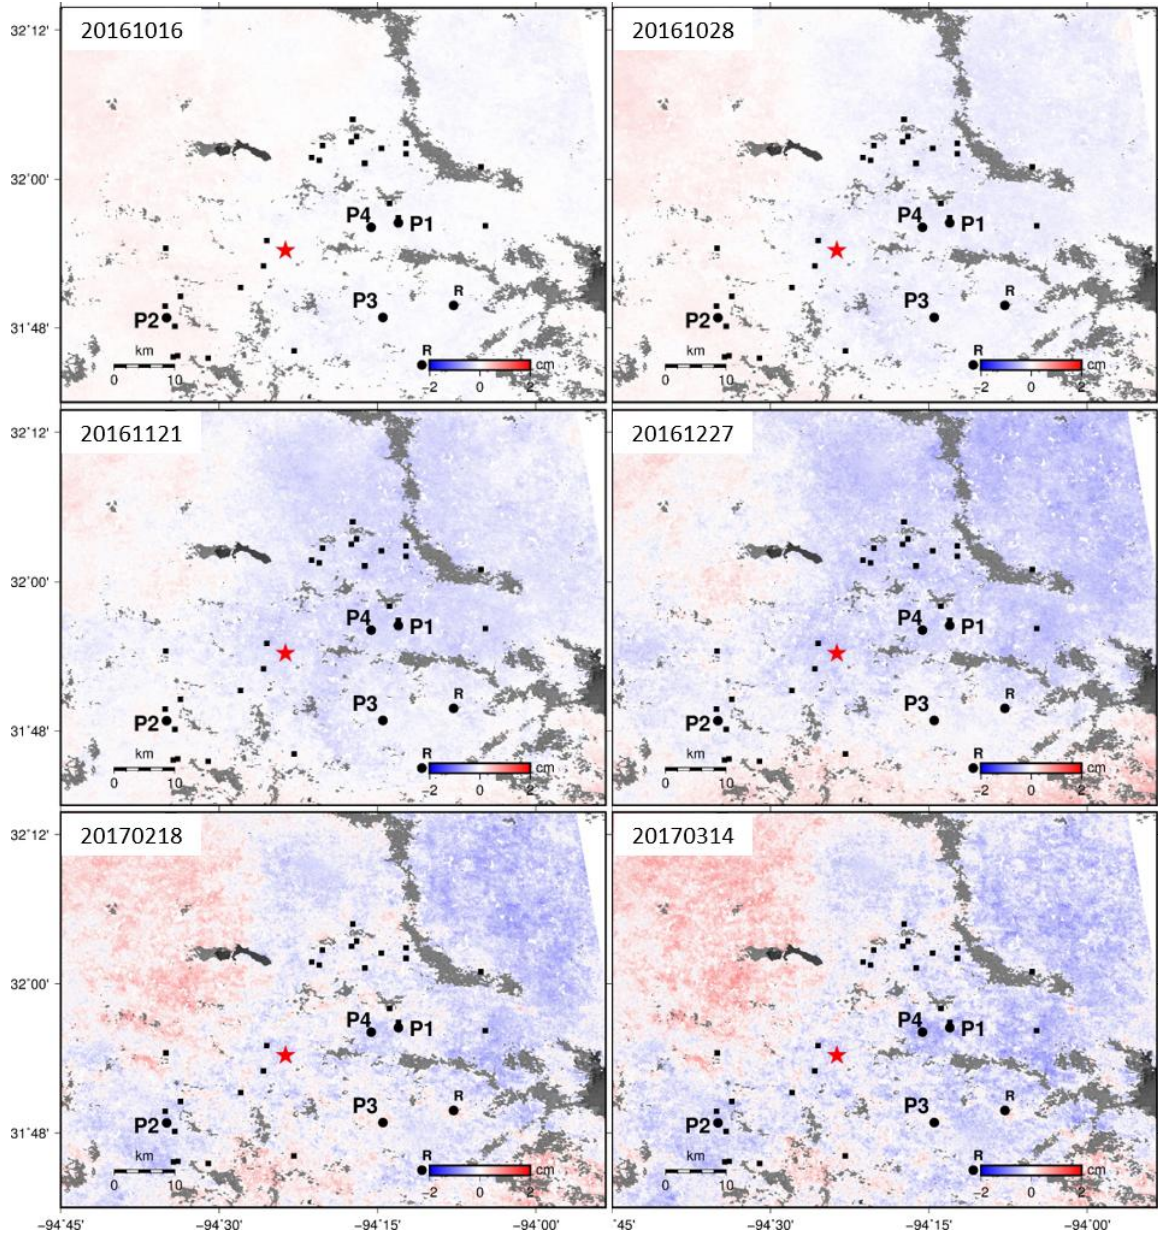 20161016
20161028
32°12'
32°00'
31°48'
P4
P1
P3
R
P2
km
0
10
R
cm
-2
0
2
P4
P1
P3
R
P2
km
0
10
R
cm
-2
0
2
20161121
20161227
32°12'
32°00'
31°48'
P4
P1
P3
R
P2
km
0
10
R
cm
-2
0
2
P4
P1
P3
R
P2
km
0
10
R
cm
-2
0
2
20170218
20170314
32°12'
32°00'
31°48'
P4
P1
P3
R
P2
km
0
10
R
cm
-2
0
2
P4
P1
P3
R
P2
km
0
10
R
cm
-2
0
2
-94°45'
-94°30'
-94°15'
-94°00'
'45'
-94°30'
-94°15'
-94°00'